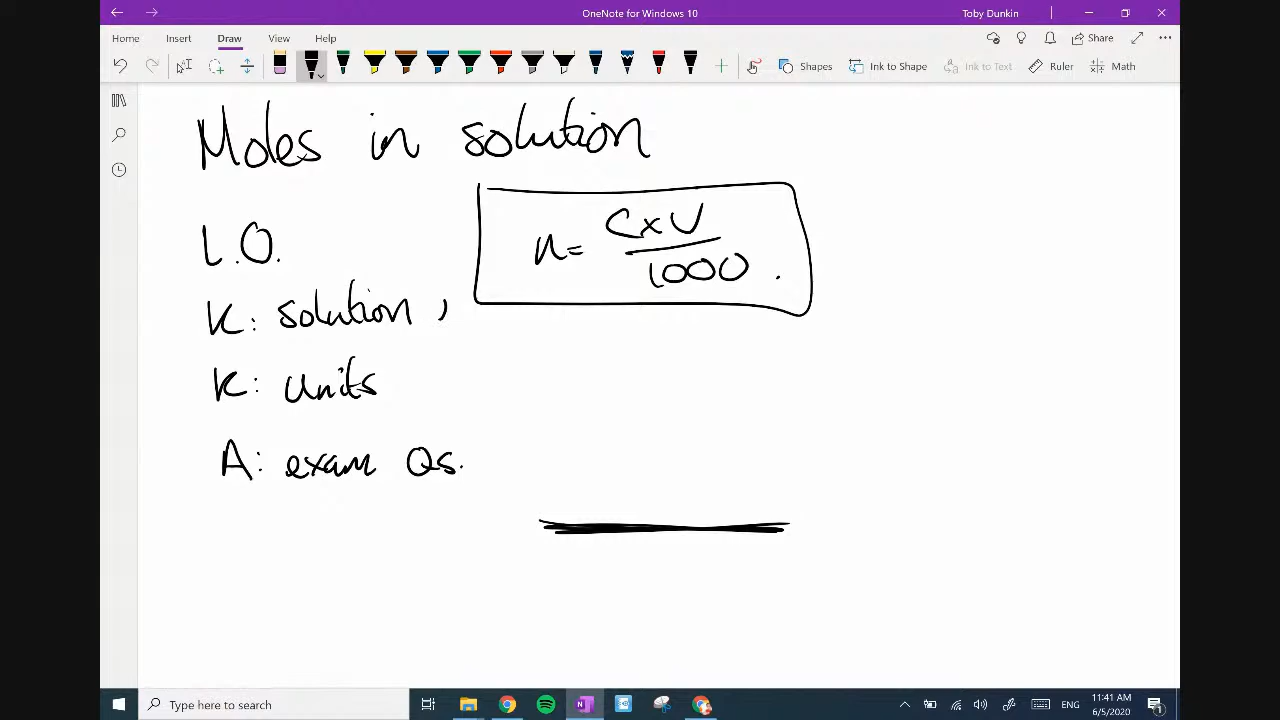 OneNote for Windows 10
Toby Dunkin
Home Insert Draw View Help
Share
Shapes Ink to Shape Ink to Text Ruler Math
Moles in solution
n = C x V
1000 .
L.O.
K: solution ,
K: units
A: exam Qs.
Type here to search
ENG
11:41 AM
6/5/2020
1